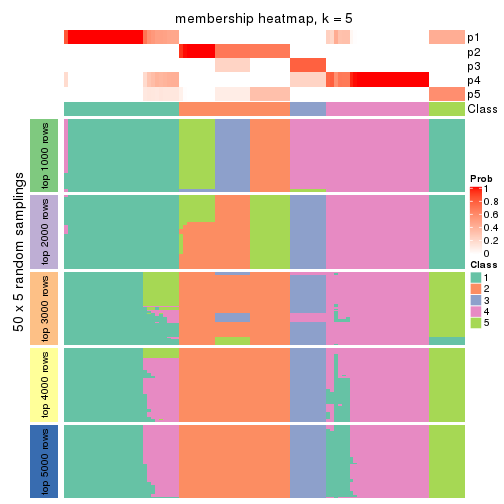 membership heatmap, k = 5
p1
p2
p3
p4
p5
Class
50 x 5 random samplings
top 1000 rows
top 2000 rows
top 3000 rows
top 4000 rows
top 5000 rows
Prob
1
0.8
0.6
0.4
0.2
0
Class
1
2
3
4
5